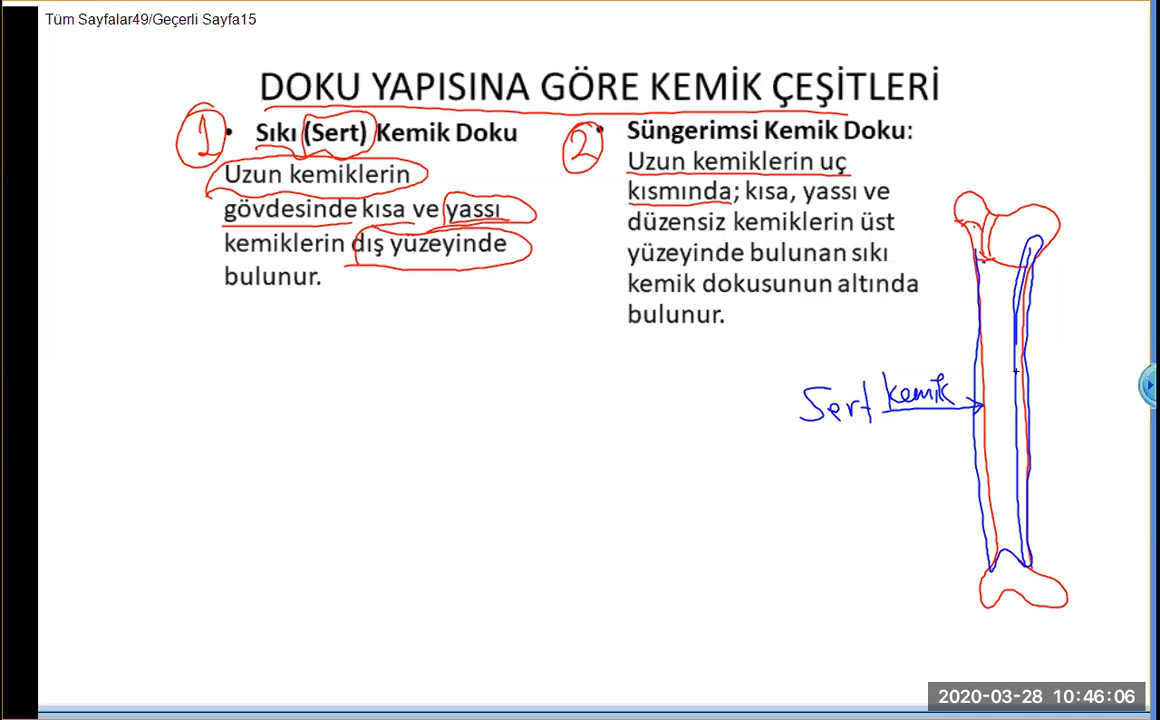 Tüm Sayfalar49/Geçerli Sayfa15
DOKU YAPISINA GÖRE KEMİK ÇEŞİTLERİ
1 • Sıkı (Sert) Kemik Doku
Uzun kemiklerin
gövdesinde kısa ve yassı
kemiklerin dış yüzeyinde
bulunur.
2 • Süngerimsi Kemik Doku:
Uzun kemiklerin uç
kısmında; kısa, yassı ve
düzensiz kemiklerin üst
yüzeyinde bulunan sıkı
kemik dokusunun altında
bulunur.
Sert kemik
2020-03-28 10:46:06